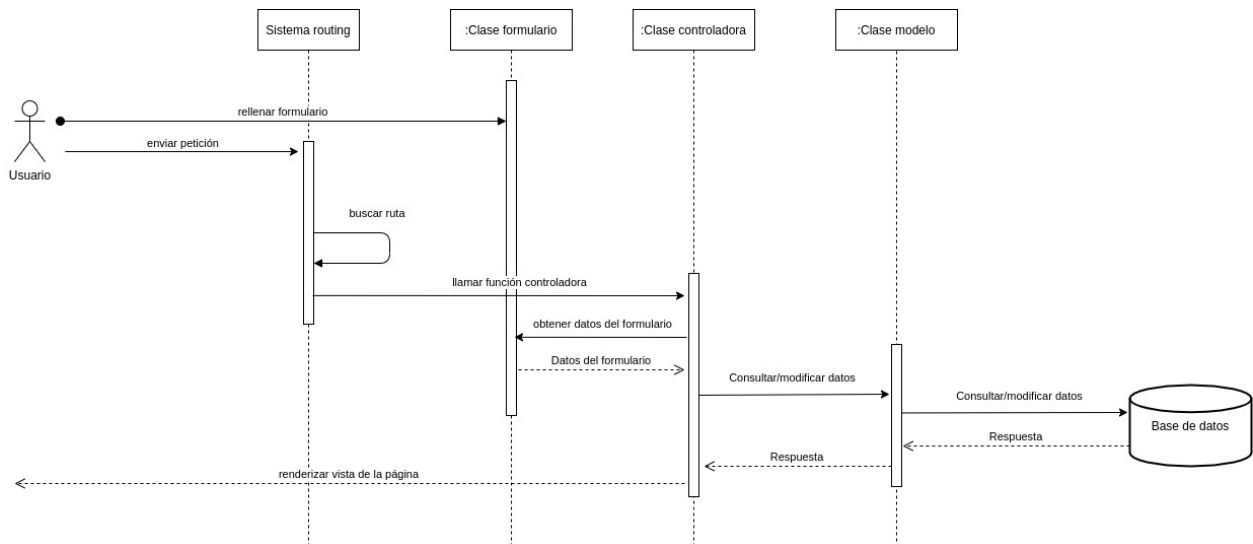 Sistema routing
:Clase formulario
:Clase controladora
:Clase modelo
rellenar formulario
enviar petición
Usuario
buscar ruta
llamar función controladora
obtener datos del formulario
Datos del formulario
Consultar/modificar datos
Consultar/modificar datos
Base de datos
Respuesta
Respuesta
renderizar vista de la página